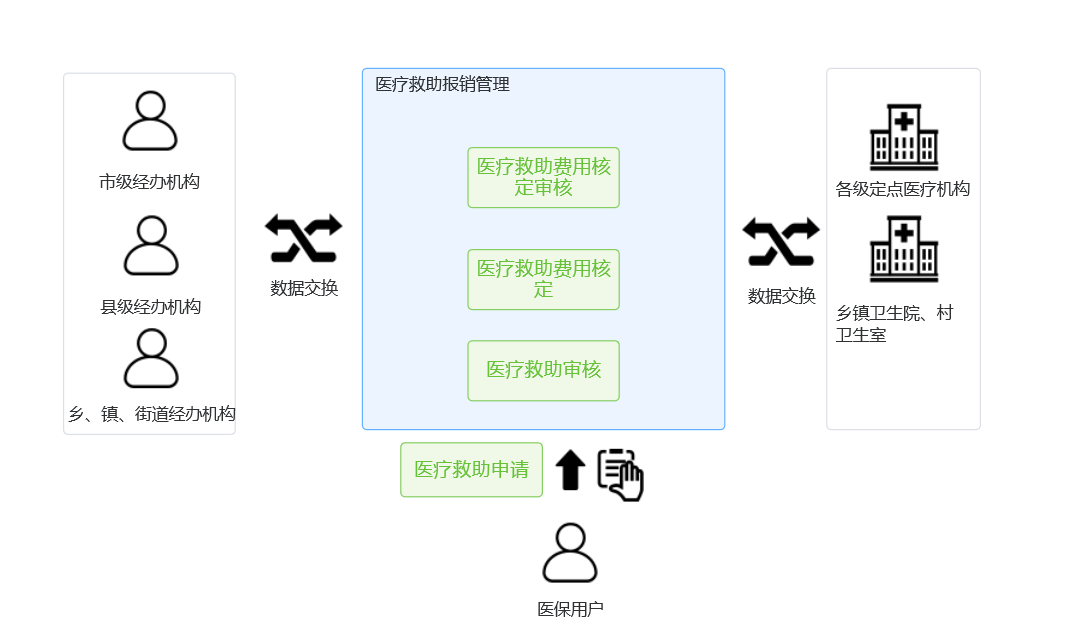 医疗救助报销管理
市级经办机构
县级经办机构
乡、镇、街道经办机构
数据交换
医疗救助费用核
定审核
医疗救助费用核
定
医疗救助审核
数据交换
各级定点医疗机构
乡镇卫生院、村
卫生室
医疗救助申请
医保用户